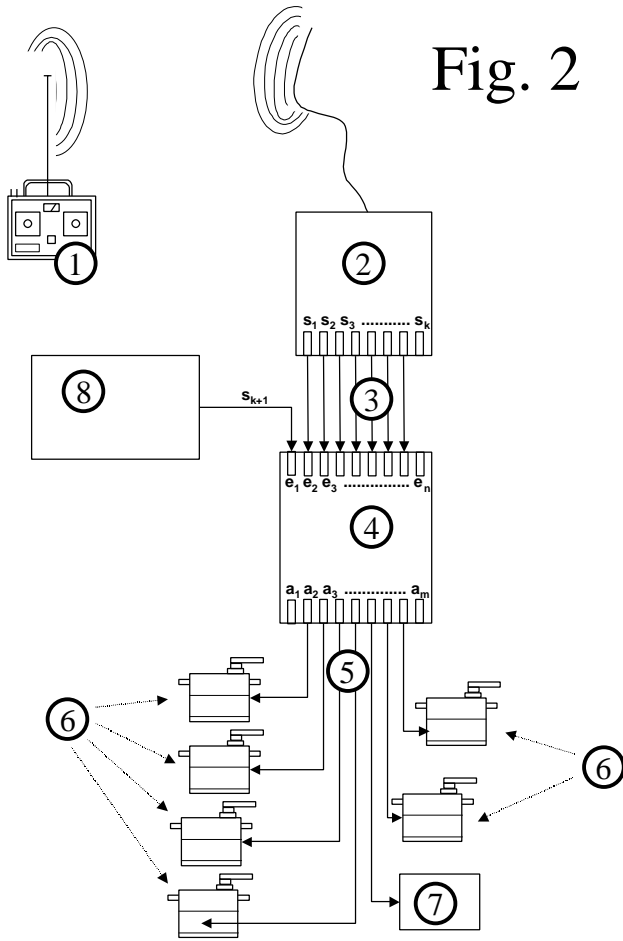 Fig. 2
1
2
s1 s2 s3 ............ sk
8
sk+1
3
e1 e2 e3 ................ en
4
a1 a2 a3 .............. am
5
6
6
7